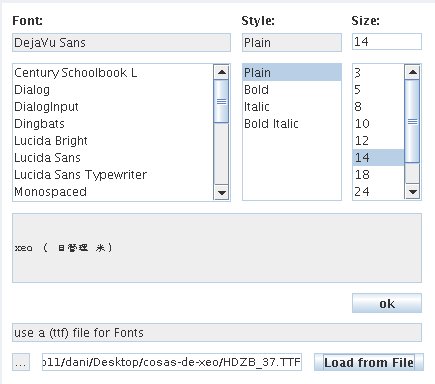 Font: Style: Size:
DejaVu Sans Plain 14
Century Schoolbook L Plain 3
Dialog Bold 5
DialogInput Italic 8
Dingbats Bold Italic 10
Lucida Bright 12
Lucida Sans 14
Lucida Sans Typewriter 18
Monospaced 24
xeo ( 日管理 米)
ok
use a (ttf) file for Fonts
... o11/dani/Desktop/cosas-de-xeo/HDZB_37.TTF Load from File